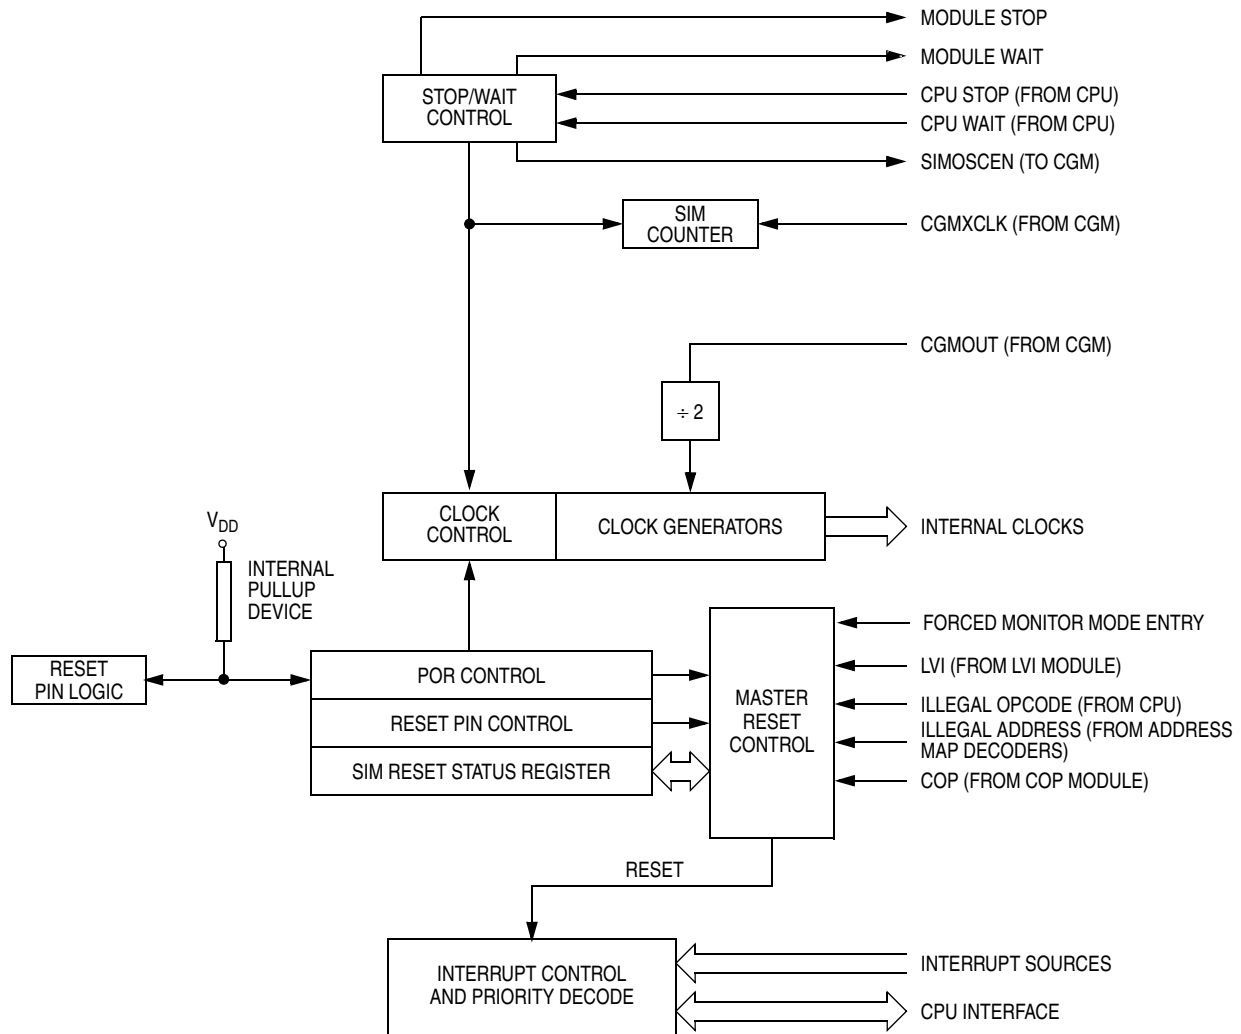 MODULE STOP
MODULE WAIT
STOP/WAIT
CONTROL
CPU STOP (FROM CPU)
CPU WAIT (FROM CPU)
SIMOSCEN (TO CGM)
SIM
COUNTER
CGMXCLK (FROM CGM)
CGMOUT (FROM CGM)
÷ 2
CLOCK
CONTROL
CLOCK GENERATORS
INTERNAL CLOCKS
VDD
INTERNAL
PULLUP
DEVICE
RESET
PIN LOGIC
POR CONTROL
RESET PIN CONTROL
SIM RESET STATUS REGISTER
MASTER
RESET
CONTROL
FORCED MONITOR MODE ENTRY
LVI (FROM LVI MODULE)
ILLEGAL OPCODE (FROM CPU)
ILLEGAL ADDRESS (FROM ADDRESS
MAP DECODERS)
COP (FROM COP MODULE)
RESET
INTERRUPT CONTROL
AND PRIORITY DECODE
INTERRUPT SOURCES
CPU INTERFACE